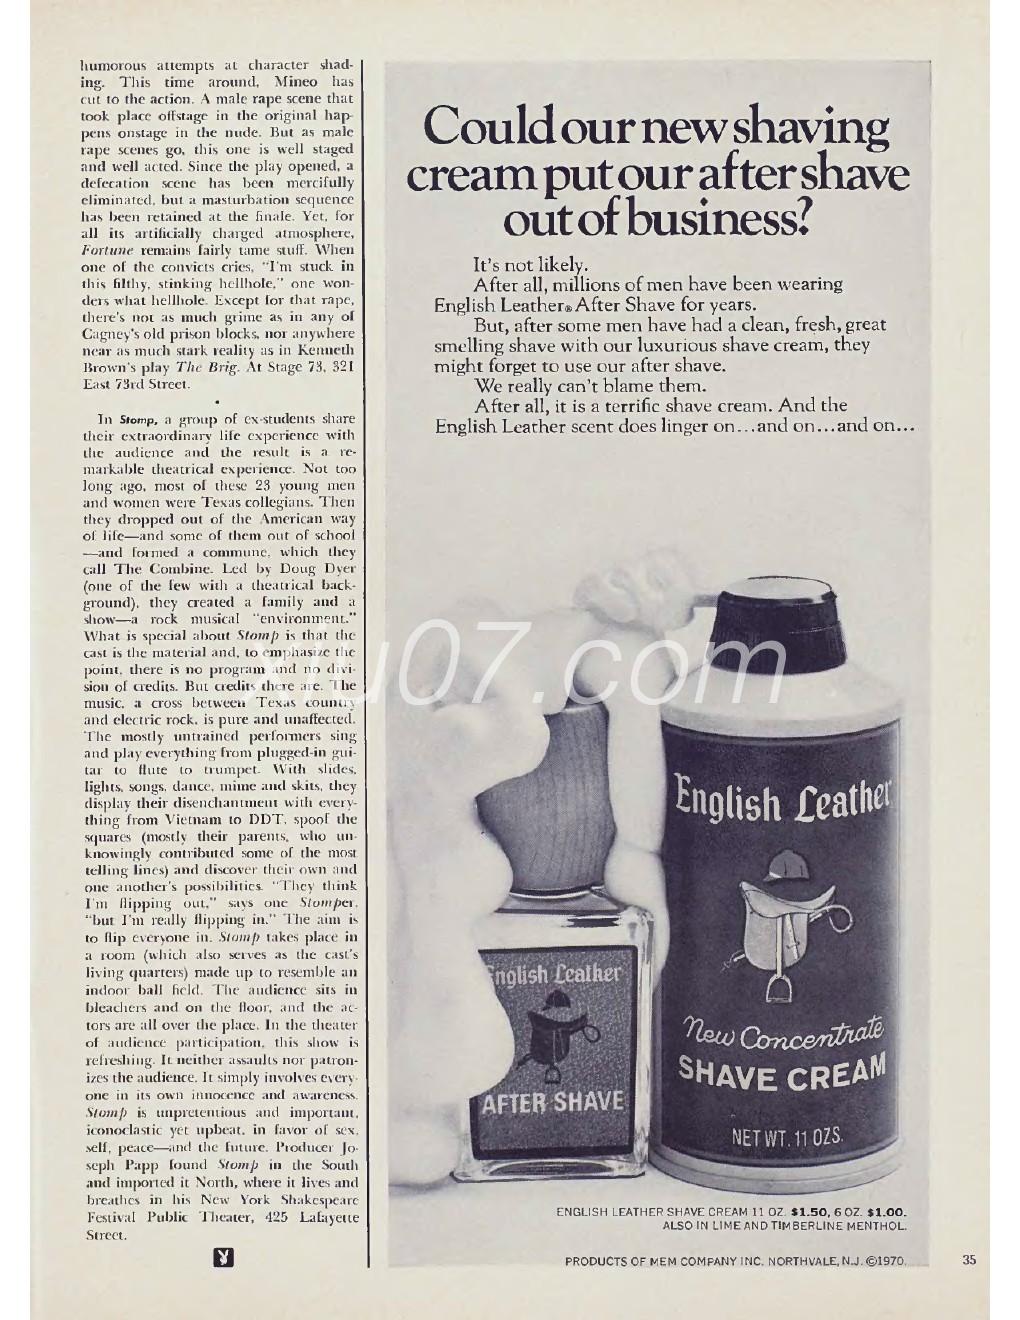 humorous attempts at character shad-
ing. This time around, Mineo has
cut to the action. A male rape scene that
took place offstage in the original hap-
pens onstage in the nude. But as male
rape scenes go, this one is well staged
and well acted. Since the play opened, a
defecation scene has been mercifully
eliminated, but a masturbation sequence
has been retained at the finale. Yet, for
all its artificially charged atmosphere,
Fortune remains fairly tame stuff. When
one of the convicts cries, "I'm stuck in
this filthy, stinking hellhole," one won-
ders what hellhole. Except for that rape,
there's not as much grime as in any of
Cagney's old prison blocks, nor anywhere
near as much stark reality as in Kenneth
Brown's play The Brig. At Stage 73, 321
East 73rd Street.
•
In Stomp, a group of ex-students share
their extraordinary life experience with
the audience and the result is a re-
markable theatrical experience. Not too
long ago, most of these 23 young men
and women were Texas collegians. Then
they dropped out of the American way
of life—and some of them out of school
—and formed a commune, which they
call The Combine. Led by Doug Dyer
(one of the few with a theatrical back-
ground), they created a family and a
show—a rock musical "environment."
What is special about Stomp is that the
cast is the material and, to emphasize the
point, there is no program and no divi-
sion of credits. But credits there are. The
music, a cross between Texas country
and electric rock, is pure and unaffected.
The mostly untrained performers sing
and play everything from plugged-in gui-
tar to flute to trumpet. With slides,
lights, songs, dance, mime and skits, they
display their disenchantment with every-
thing from Vietnam to DDT, spoof the
squares (mostly their parents, who un-
knowingly contributed some of the most
telling lines) and discover their own and
one another's possibilities. "They think
I'm flipping out," says one Stomper,
"but I'm really flipping in." The aim is
to flip everyone in. Stomp takes place in
a room (which also serves as the cast's
living quarters) made up to resemble an
indoor ball field. The audience sits in
bleachers and on the floor, and the ac-
tors are all over the place. In the theater
of audience participation, this show is
refreshing. It neither assaults nor patron-
izes the audience. It simply involves every-
one in its own innocence and awareness.
Stomp is unpretentious and important,
iconoclastic yet upbeat, in favor of sex,
self, peace—and the future. Producer Jo-
seph Papp found Stomp in the South
and imported it North, where it lives and
breathes in his New York Shakespeare
Festival Public Theater, 425 Lafayette
Street.
Could our new shaving
cream put our after shave
out of business?
It's not likely.
After all, millions of men have been wearing
English Leather® After Shave for years.
But, after some men have had a clean, fresh, great
smelling shave with our luxurious shave cream, they
might forget to use our after shave.
We really can't blame them.
After all, it is a terrific shave cream. And the
English Leather scent does linger on...and on...and on...
xiu07.com
English Leather
New Concentrate
SHAVE CREAM
NET WT. 11 OZS.
nglish Leather
AFTER SHAVE
ENGLISH LEATHER SHAVE CREAM 11 OZ. $1.50, 6 OZ. $1.00.
ALSO IN LIME AND TIMBERLINE MENTHOL.
PRODUCTS OF MEM COMPANY INC. NORTHVALE, N.J. ©1970.
35